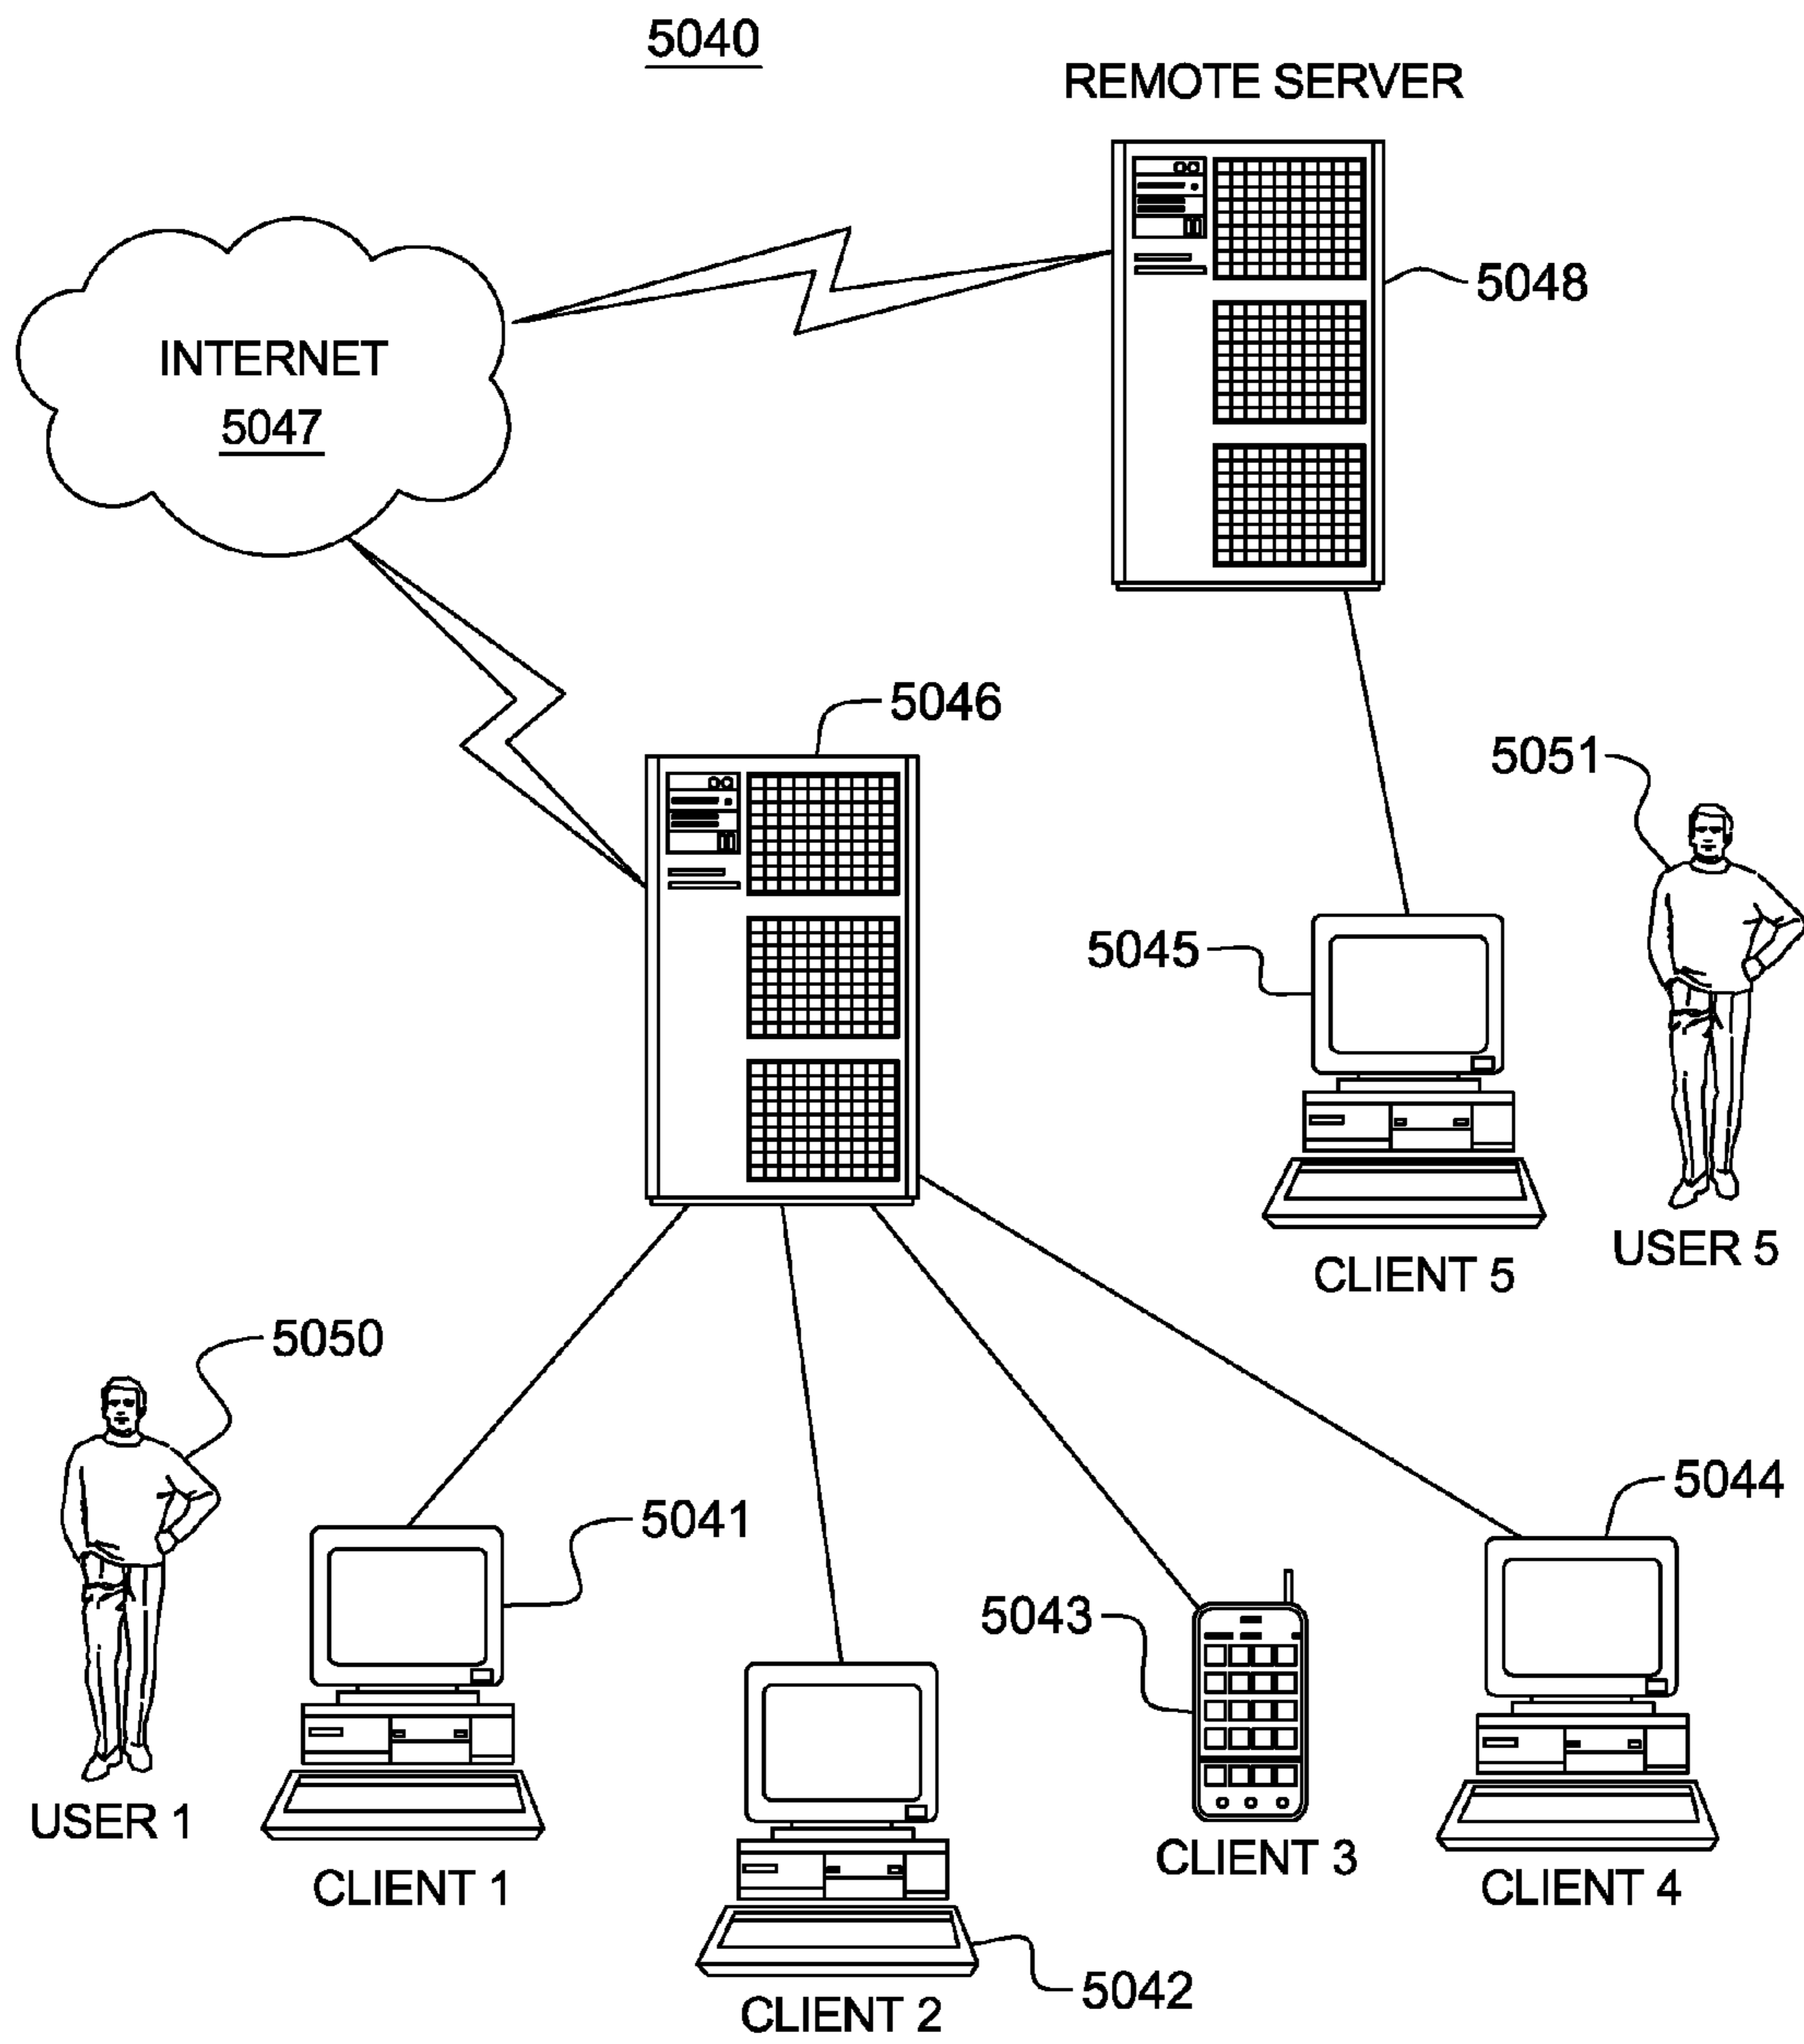 5040
REMOTE SERVER
5048
INTERNET
5047
5046
5051
5045
USER 5
CLIENT 5
5050
5044
5041
5043
USER 1
CLIENT 3
CLIENT 1
CLIENT 4
5042
CLIENT 2